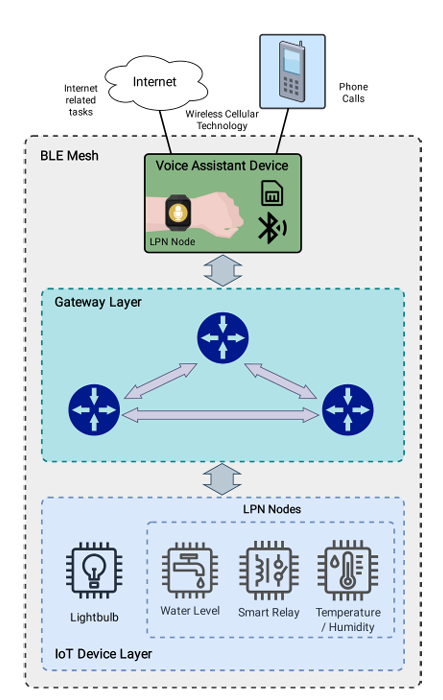 Internet
Internet
related
tasks
Phone
Calls
Wireless Cellular
Technology
BLE Mesh
Voice Assistant Device
LPN Node
Gateway Layer
LPN Nodes
Lightbulb
Water Level
Smart Relay
Temperature
/ Humidity
IoT Device Layer